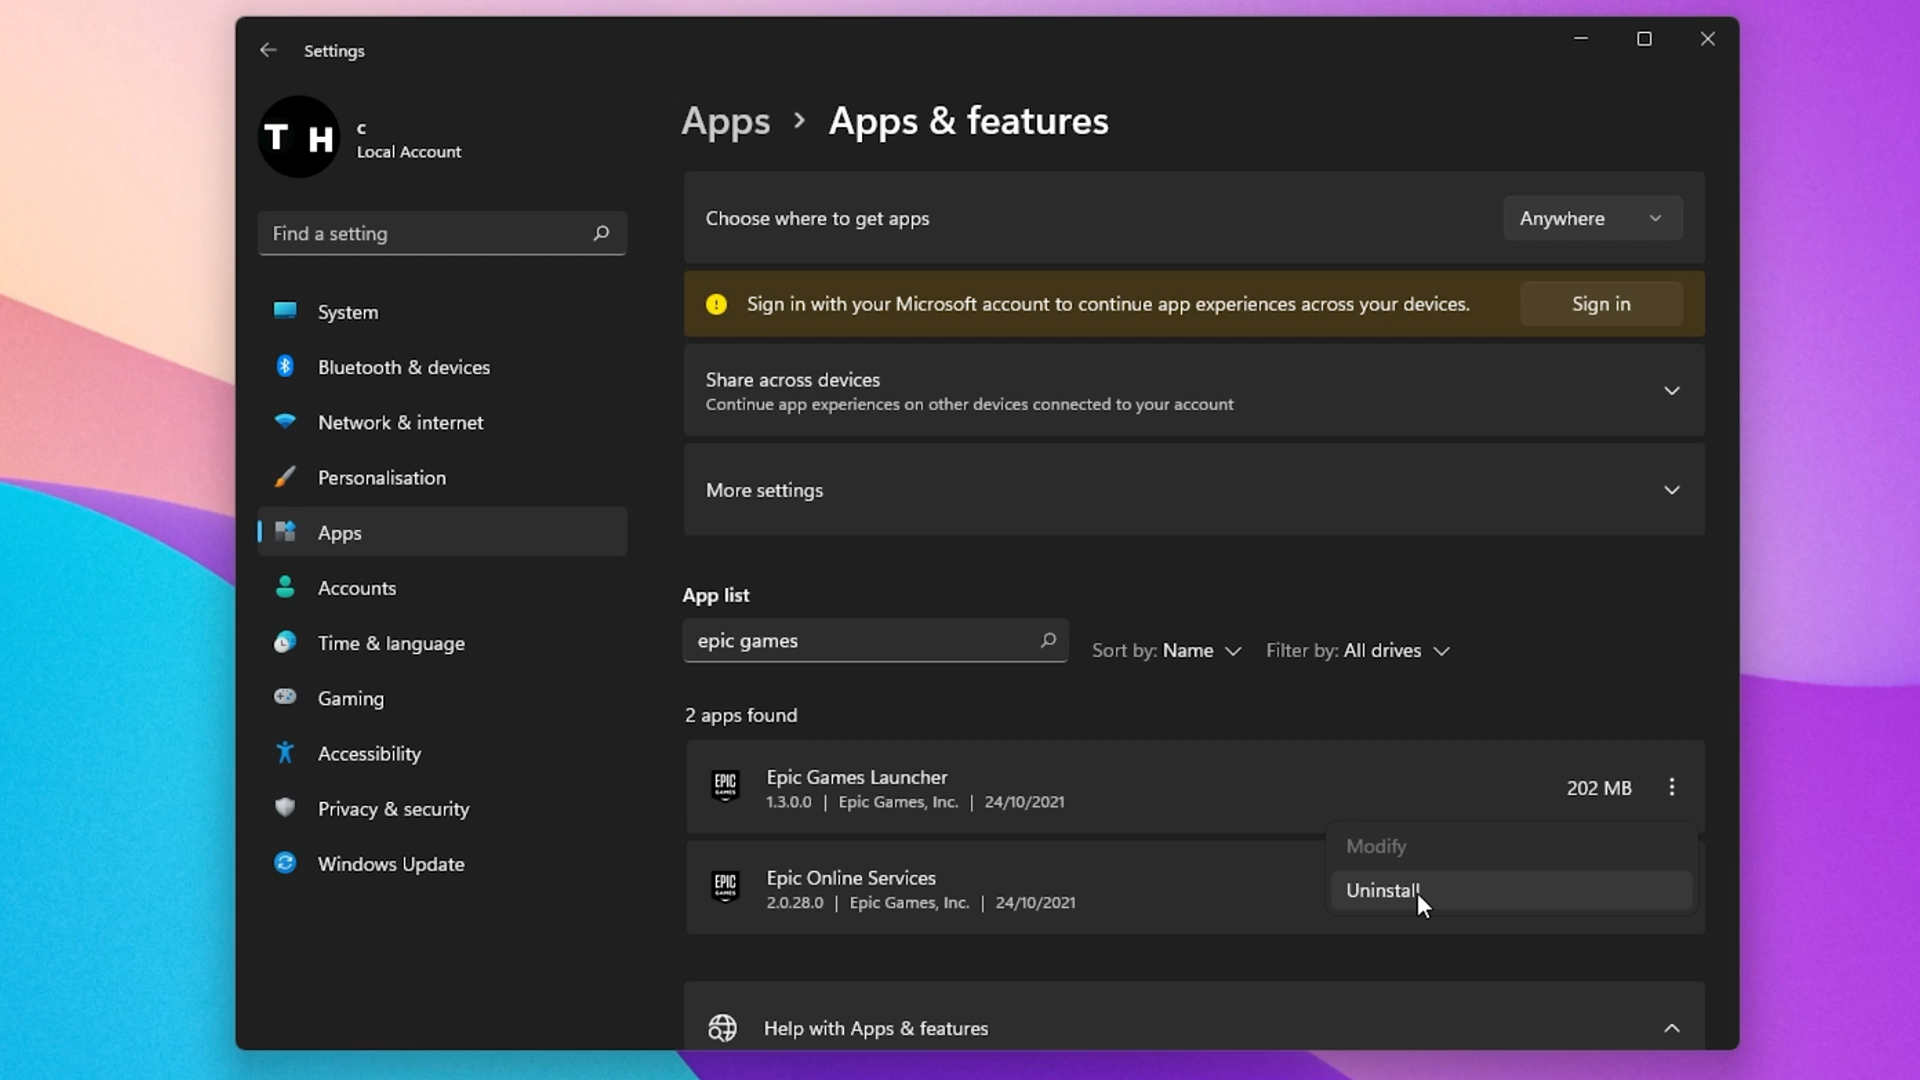 Settings
T H
c
Local Account
Find a setting
System
Bluetooth & devices
Network & internet
Personalisation
Apps
Accounts
Time & language
Gaming
Accessibility
Privacy & security
Windows Update
Apps > Apps & features
Choose where to get apps
Anywhere
Sign in with your Microsoft account to continue app experiences across your devices.
Sign in
Share across devices
Continue app experiences on other devices connected to your account
More settings
App list
epic games
Sort by: Name
Filter by: All drives
2 apps found
EPIC
GAMES
Epic Games Launcher
1.3.0.0 | Epic Games, Inc. | 24/10/2021
202 MB
Modify
Uninstall
EPIC
GAMES
Epic Online Services
2.0.28.0 | Epic Games, Inc. | 24/10/2021
Help with Apps & features